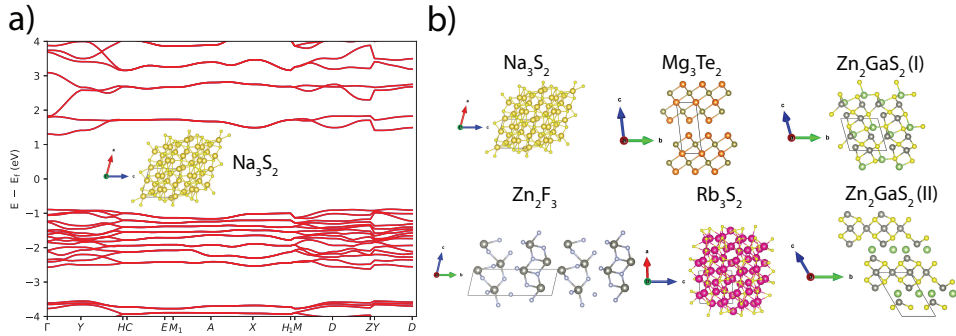 a)
b)
4
3
2
1
0
−1
−2
−3
−4
E − E_f (eV)
Γ Y HC E M₁ A X H₁M D ZY D
a
c
Na₃S₂
Na₃S₂
a
c
Mg₃Te₂
c
b
Zn₂GaS₂ (I)
c
b
Zn₂F₃
c
b
Rb₃S₂
a
c
Zn₂GaS₂ (II)
c
b